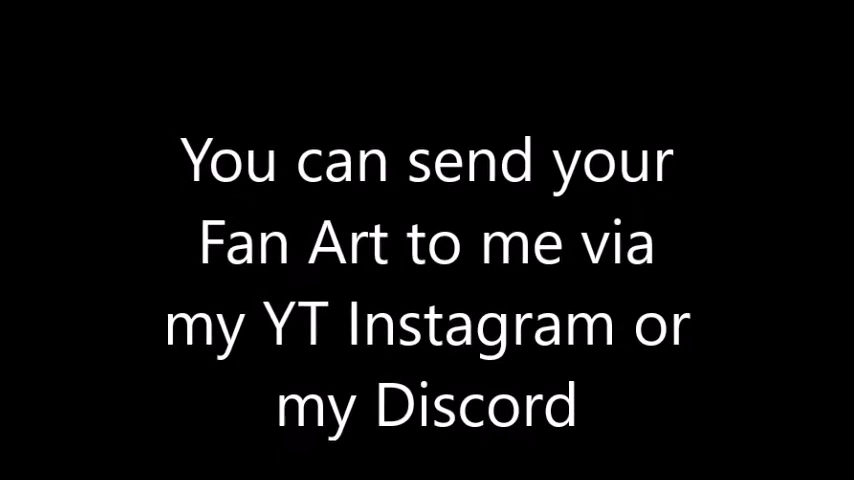 You can send your
Fan Art to me via
my YT Instagram or
my Discord